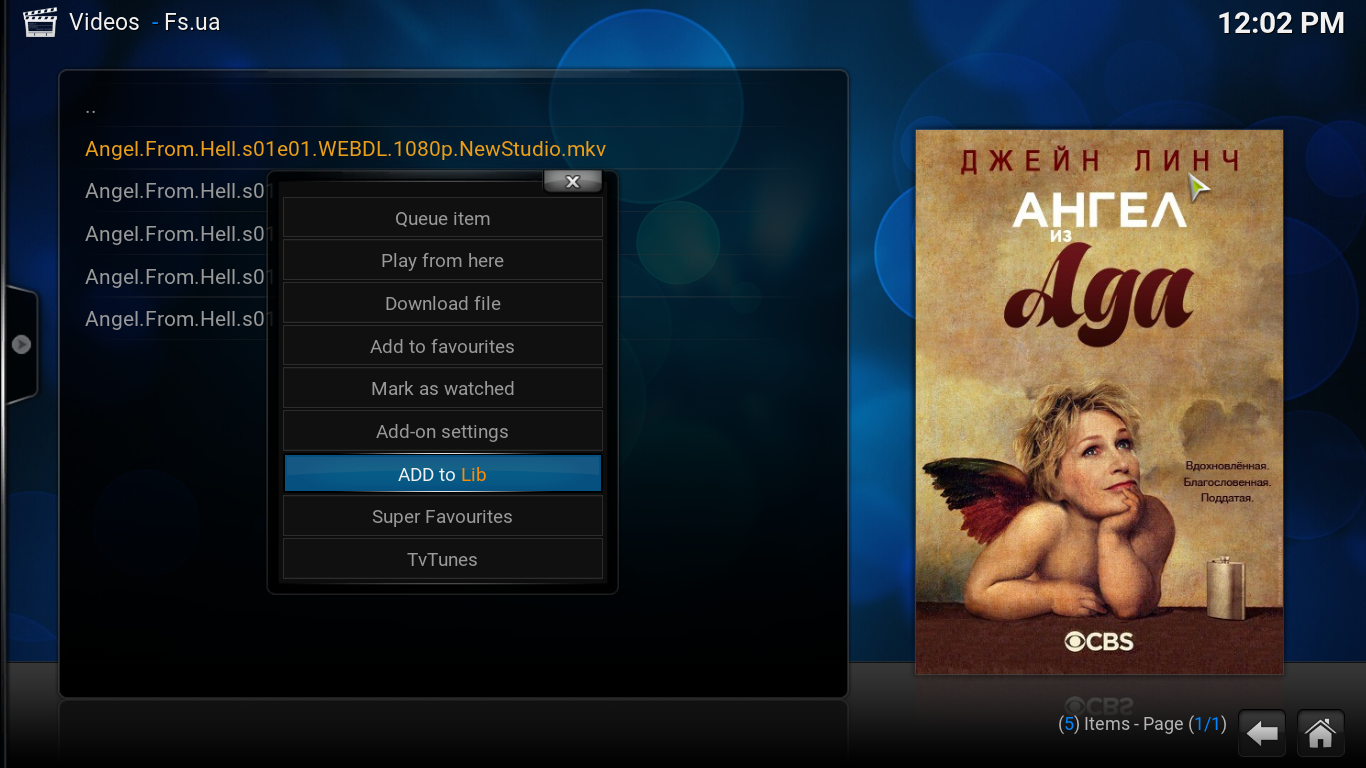 Videos - Fs.ua
12:02 PM
..
Angel.From.Hell.s01e01.WEBDL.1080p.NewStudio.mkv
Angel.From.Hell.s01
Angel.From.Hell.s01
Angel.From.Hell.s01
Angel.From.Hell.s01
X
Queue item
Play from here
Download file
Add to favourites
Mark as watched
Add-on settings
ADD to Lib
Super Favourites
TvTunes
ДЖЕЙН ЛИНЧ
АНГЕЛ
ИЗ
Ада
Вдохновлённая.
Благословенная.
Поддатая.
CBS
(5) Items - Page (1/1)